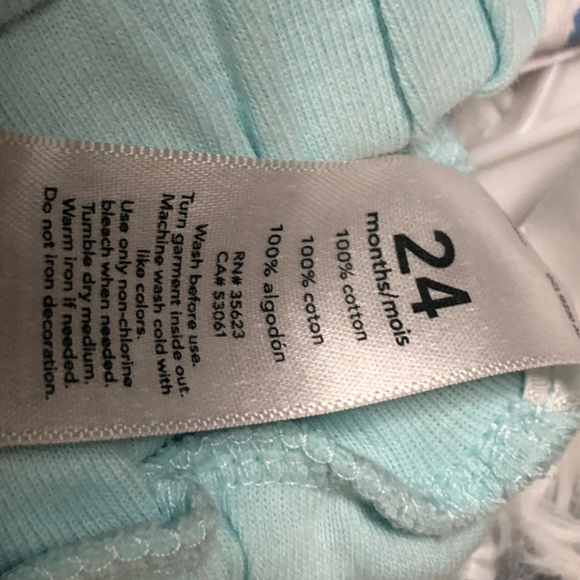 24
months/mois
100% cotton
100% coton
100% algodón
RN# 35623
CA# 53061
Wash before use.
Turn garment inside out.
Machine wash cold with
like colors.
Use only non-chlorine
bleach when needed.
Tumble dry medium.
Warm iron if needed.
Do not iron decoration.